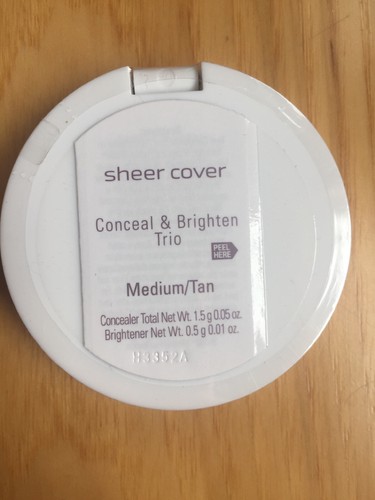 sheer cover
Conceal & Brighten
Trio
PEEL
HERE
Medium/Tan
Concealer Total Net Wt. 1.5 g 0.05 oz.
Brightener Net Wt. 0.5 g 0.01 oz.
H3352A